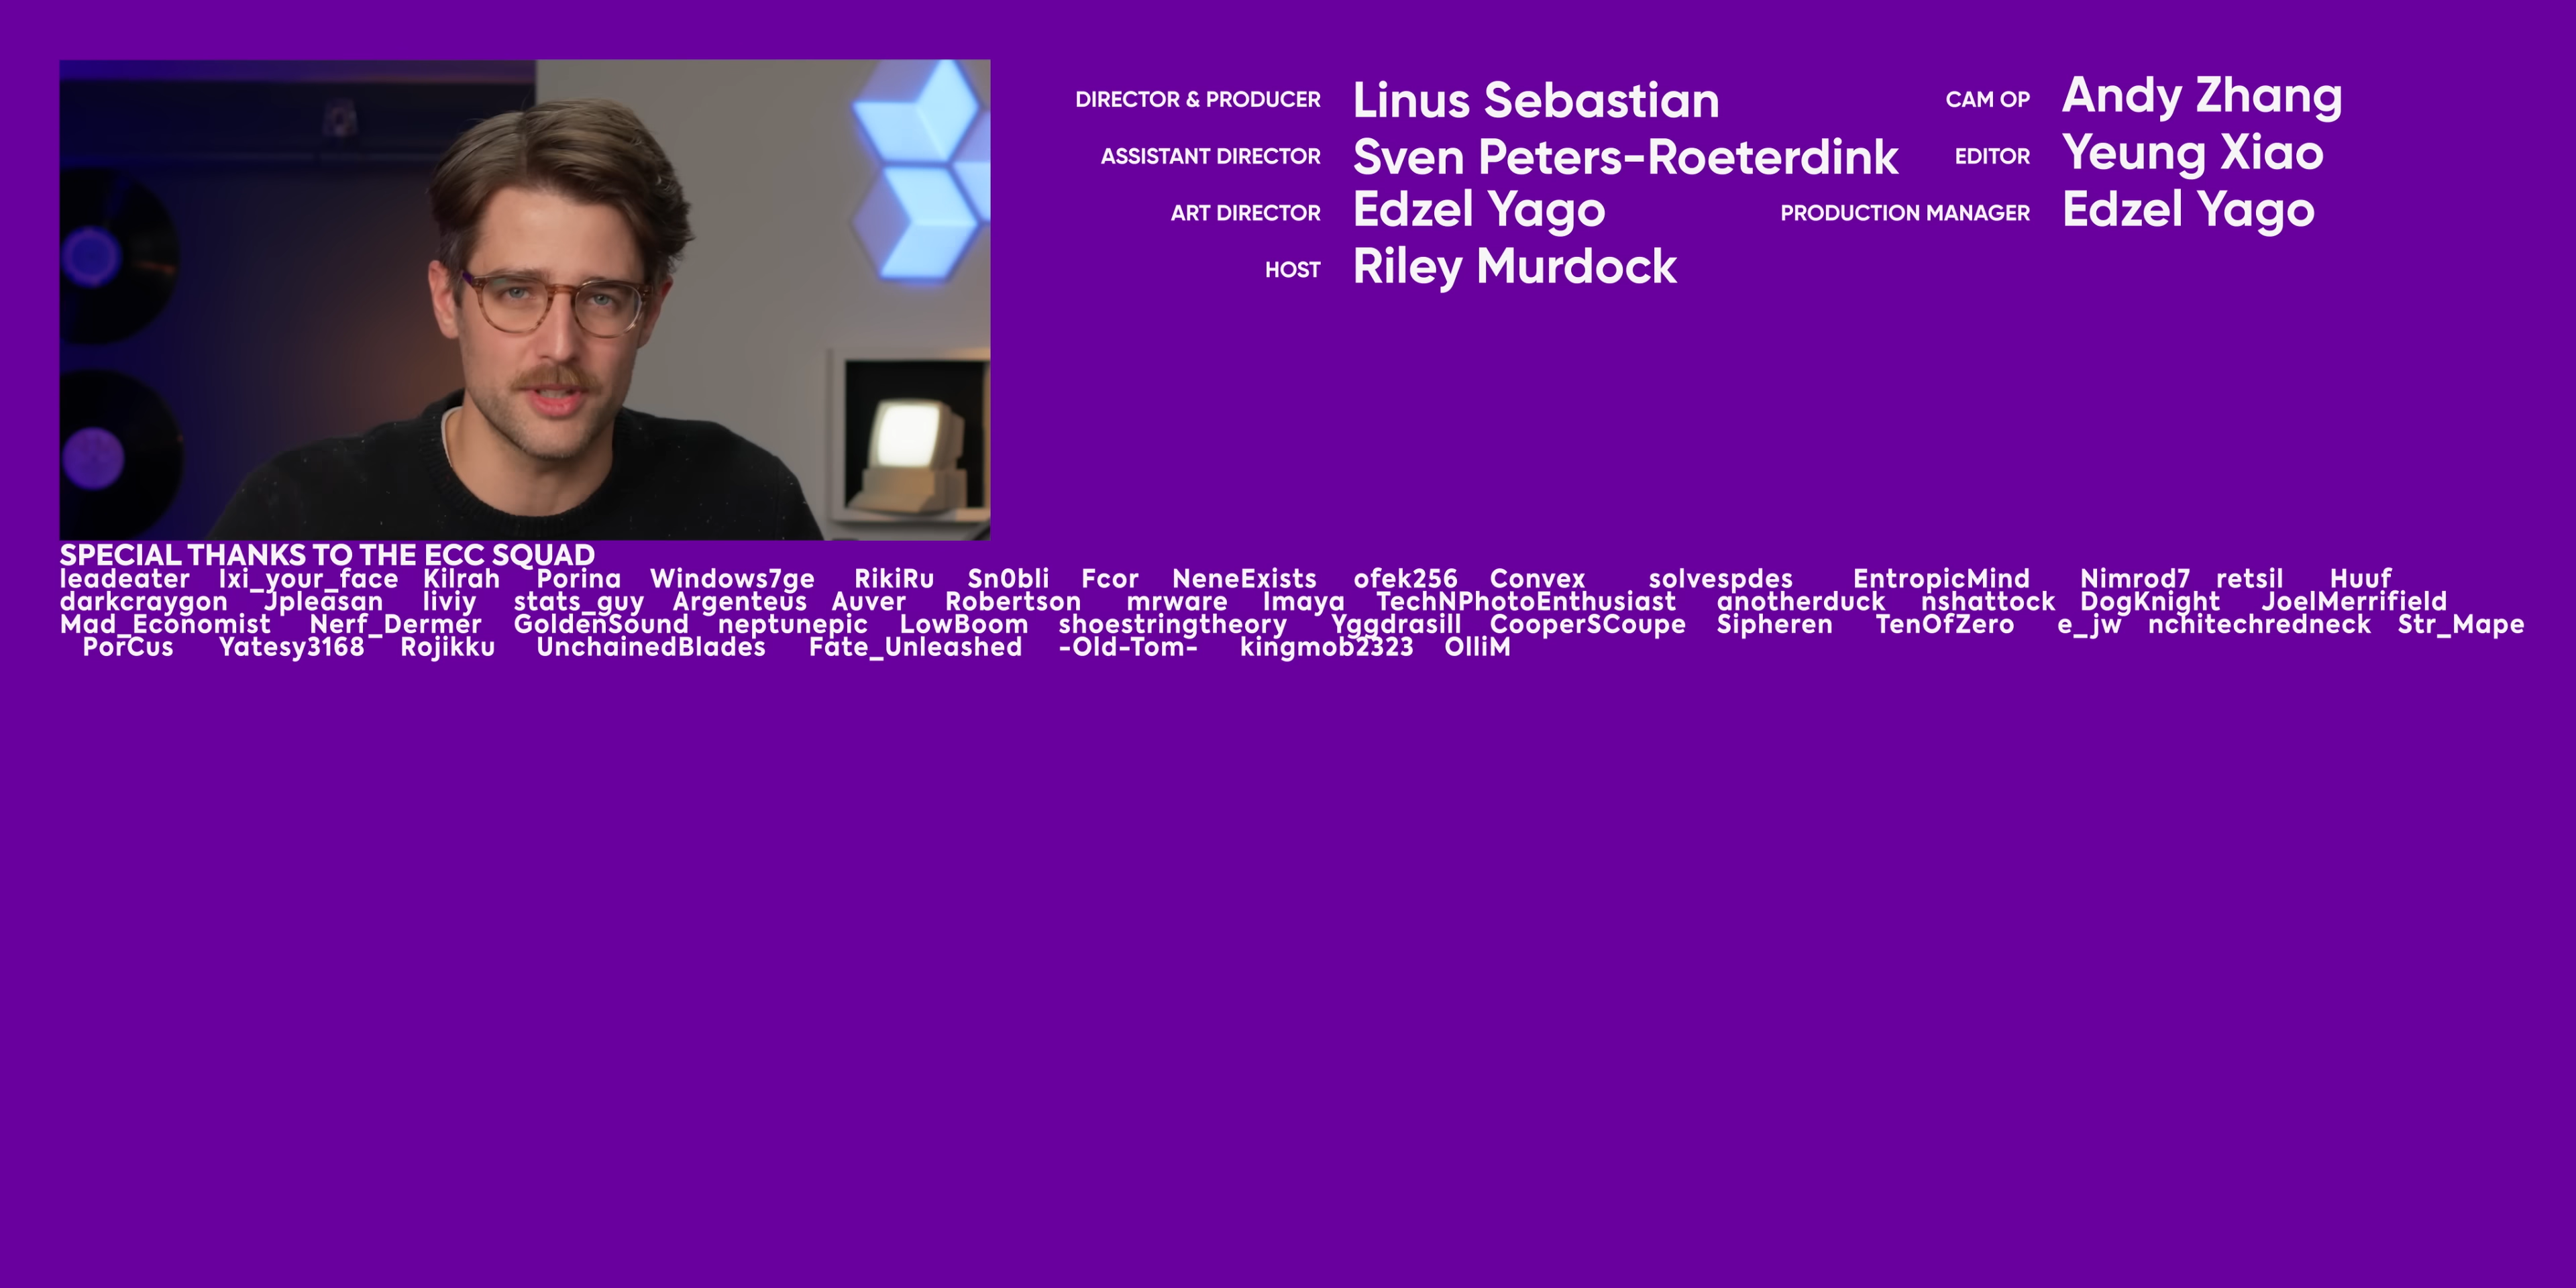 DIRECTOR & PRODUCER Linus Sebastian
ASSISTANT DIRECTOR Sven Peters-Roeterdink
ART DIRECTOR Edzel Yago
HOST Riley Murdock
CAM OP Andy Zhang
EDITOR Yeung Xiao
PRODUCTION MANAGER Edzel Yago
SPECIAL THANKS TO THE ECC SQUAD
leadeater Ixi_your_face Kilrah Porina Windows7ge RikiRu Sn0bli Fcor NeneExists ofek256 Convex solvespdes EntropicMind Nimrod7 retsil Huuf
darkcraygon Jpleasan liviy stats_guy Argenteus Auver Robertson mrware Imaya TechNPhotoEnthusiast anotherduck nshattock DogKnight JoelMerrifield
Mad_Economist Nerf_Dermer GoldenSound neptunepic LowBoom shoestringtheory Yggdrasill CooperSCoupe Sipheren TenOfZero e_jw nchitechredneck Str_Mape
PorCus Yatesy3168 Rojikku UnchainedBlades Fate_Unleashed -Old-Tom- kingmob2323 OlliM